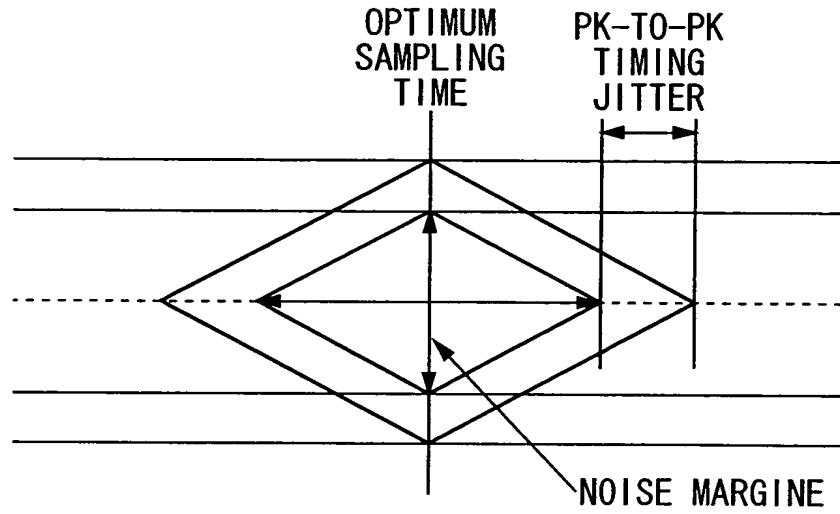 OPTIMUM
SAMPLING
TIME
PK-TO-PK
TIMING
JITTER
NOISE MARGINE